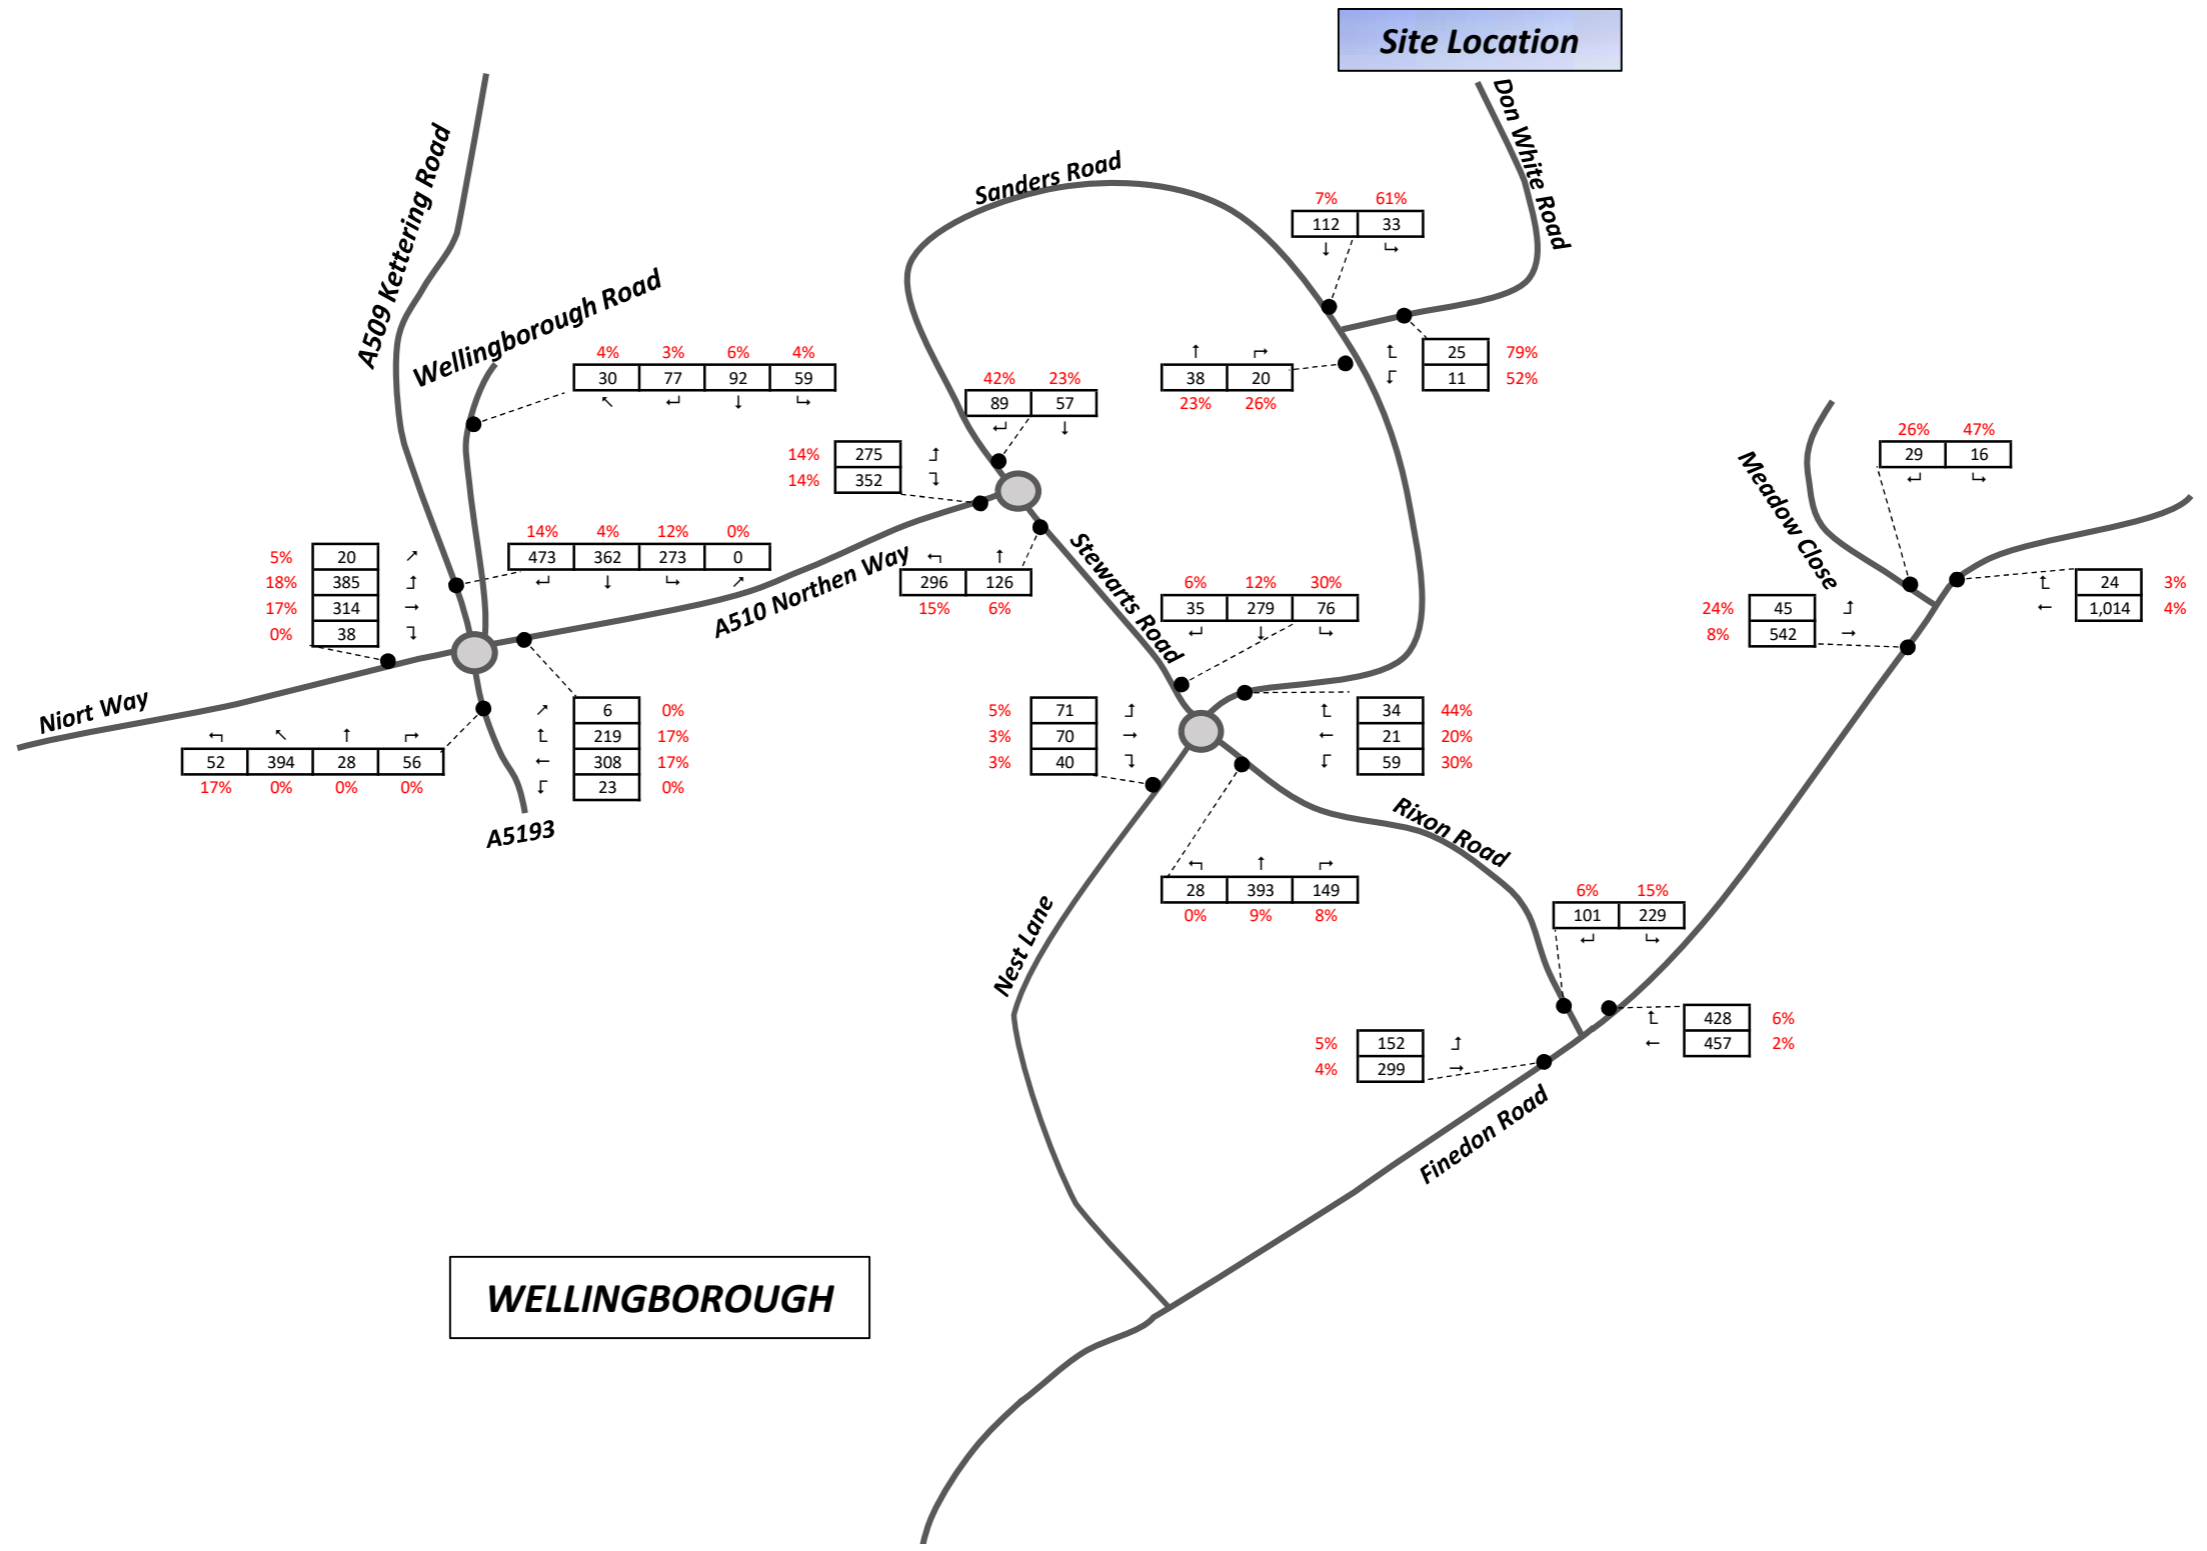 Site Location
Don White Road
Sanders Road
A509 Kettering Road
Wellingborough Road
7% 61%
112 33
↓ ↳
4% 3% 6% 4%
30 77 92 59
↖ ↵ ↓ ↳
↑ ↱
38 20
23% 26%
↥ 25 79%
↧ 11 52%
42% 23%
89 57
↵ ↓
14% 275
14% 352
26% 47%
29 16
↵ ↳
Meadow Close
14% 4% 12% 0%
473 362 273 0
↵ ↓ ↳ ↗
5% 20 ↗
18% 385
17% 314 →
0% 38
A510 Northen Way
↰ ↑
296 126
15% 6%
Stewarts Road
6% 12% 30%
35 279 76
↵ ↓ ↳
24% 45
8% 542 →
24 3%
← 1,014 4%
Niort Way
↰ ↖ ↑ ↱
52 394 28 56
17% 0% 0% 0%
↗ 6 0%
219 17%
← 308 17%
23 0%
A5193
5% 71
3% 70 →
3% 40
34 44%
← 21 20%
59 30%
Rixon Road
↰ ↑ ↱
28 393 149
0% 9% 8%
Nest Lane
6% 15%
101 229
↵ ↳
428 6%
← 457 2%
5% 152
4% 299 →
Finedon Road
WELLINGBOROUGH